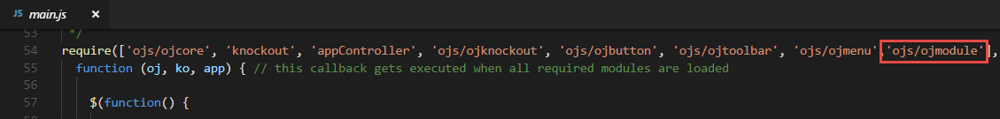 JS main.js ×
53 */
54 require(['ojs/ojcore', 'knockout', 'appController', 'ojs/ojknockout', 'ojs/ojbutton', 'ojs/ojtoolbar', 'ojs/ojmenu','ojs/ojmodule'],
55 function (oj, ko, app) { // this callback gets executed when all required modules are loaded
56
57 $(function() {